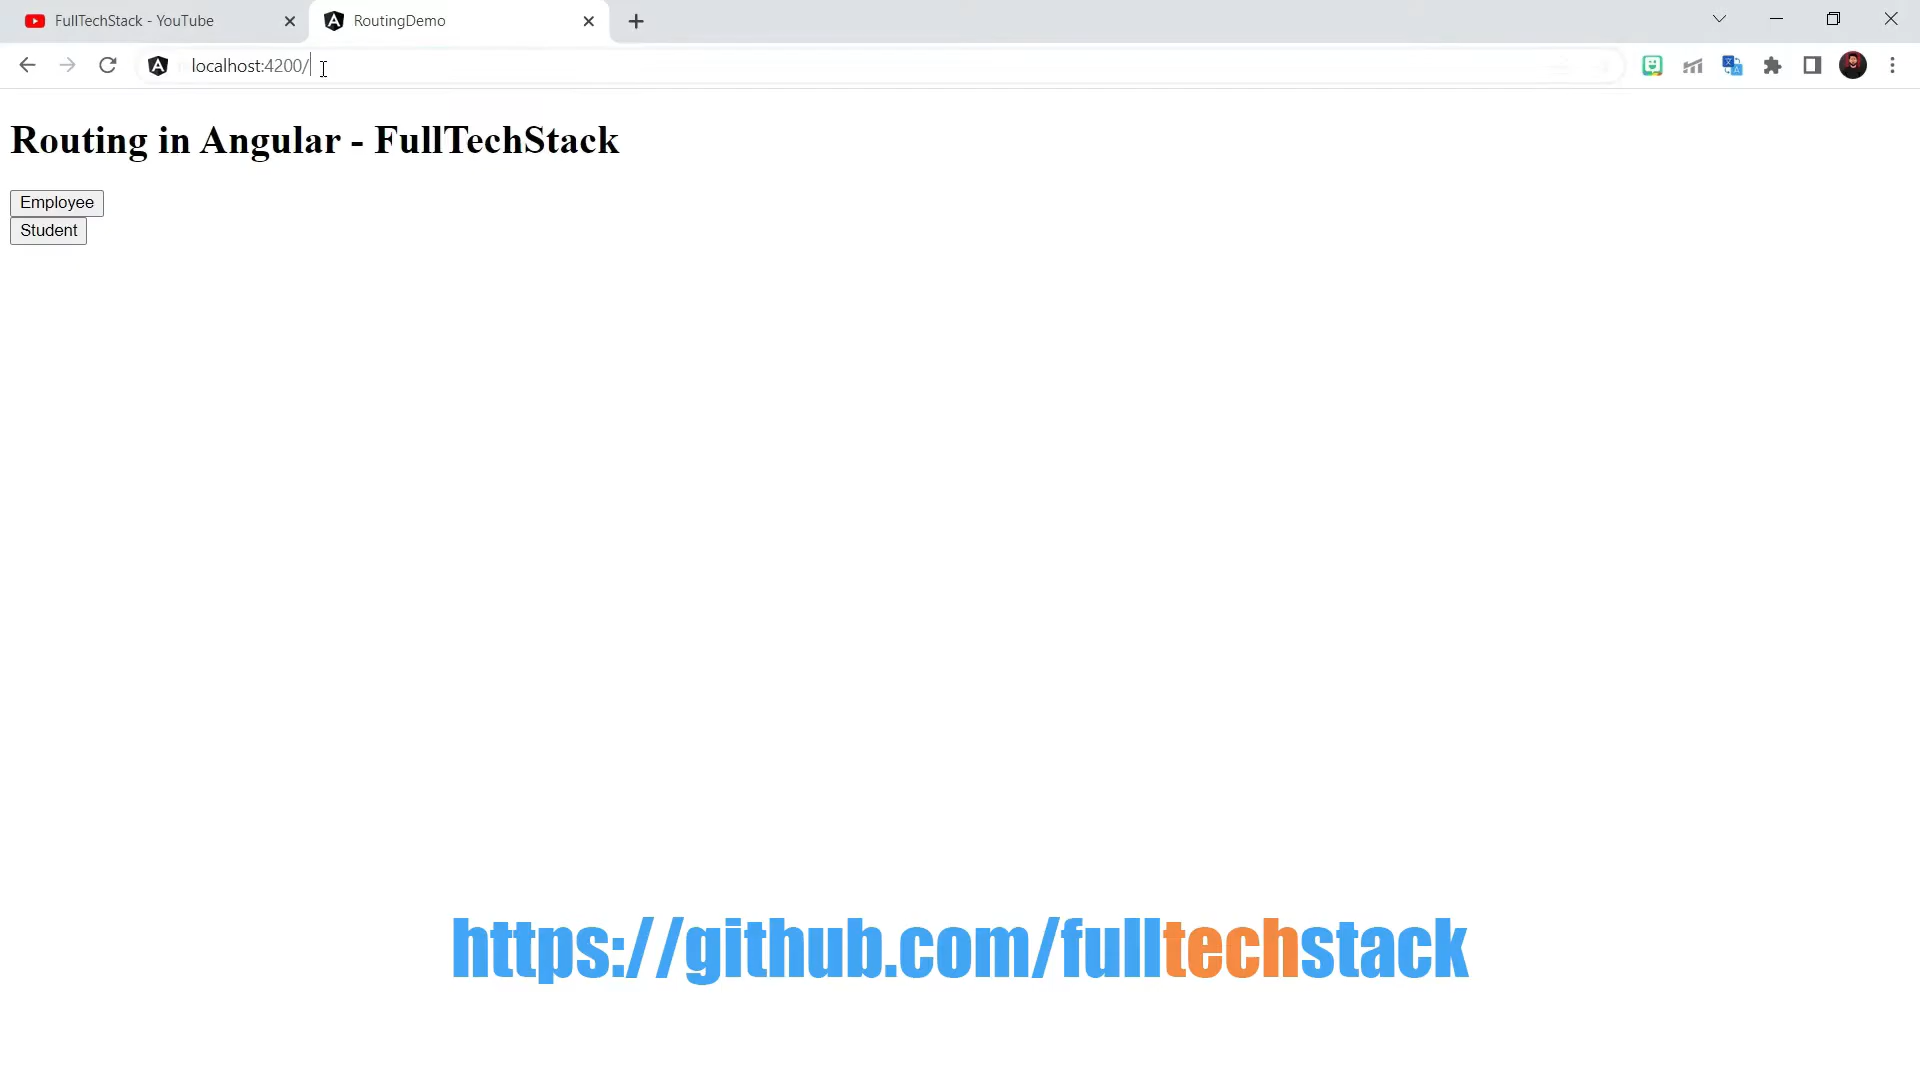 FullTechStack - YouTube
RoutingDemo
localhost:4200/
Routing in Angular - FullTechStack
Employee
Student
https://github.com/fulltechstack